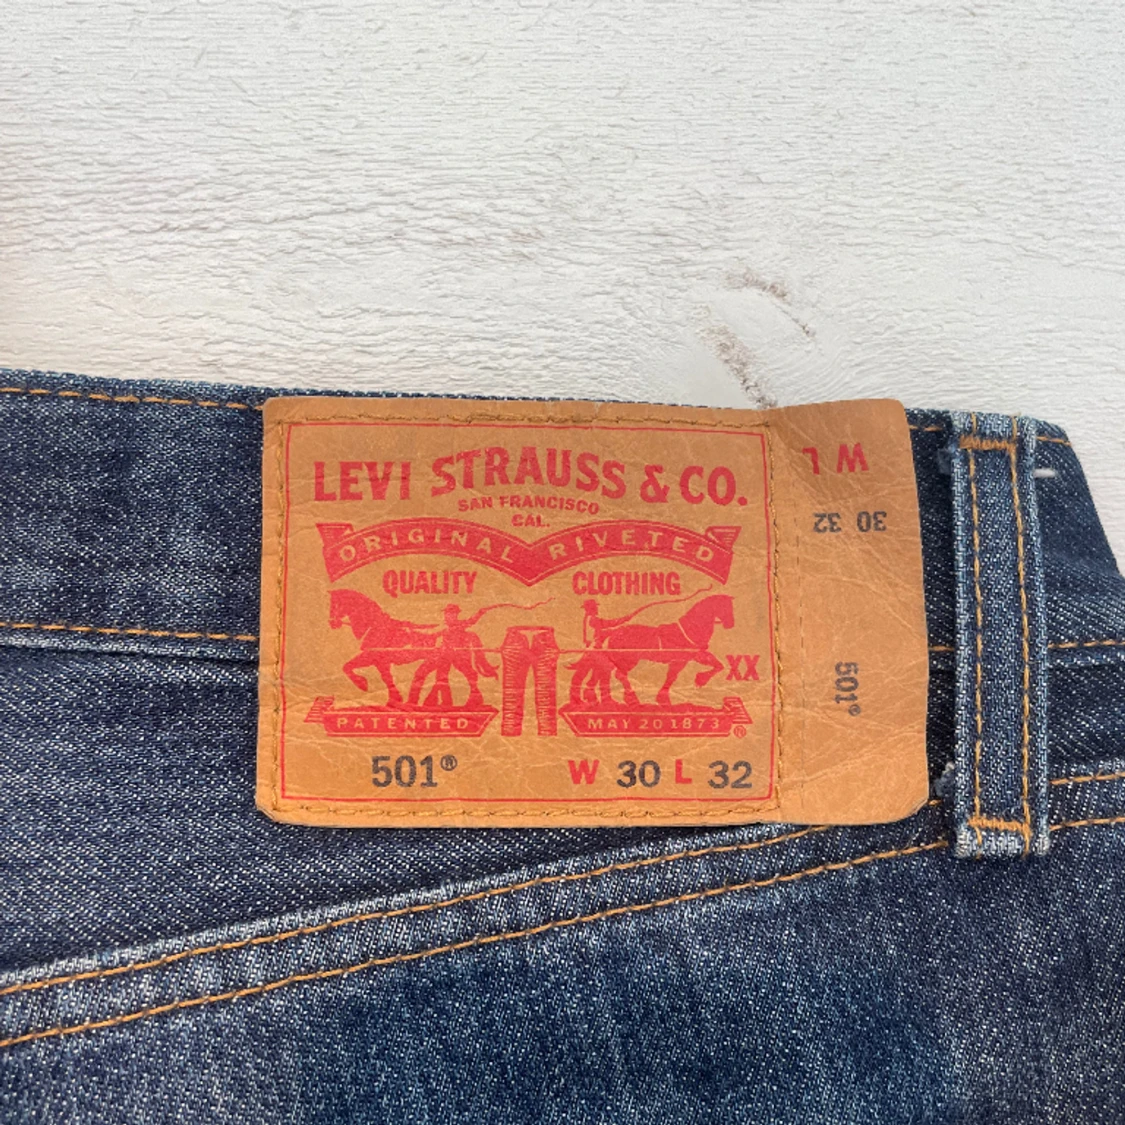 LEVI STRAUSS & CO.
SAN FRANCISCO
CAL.
ORIGINAL RIVETED
QUALITY CLOTHING
XX
PATENTED MAY 20 1873 ®
501® W 30 L 32
W L
30 32
501®